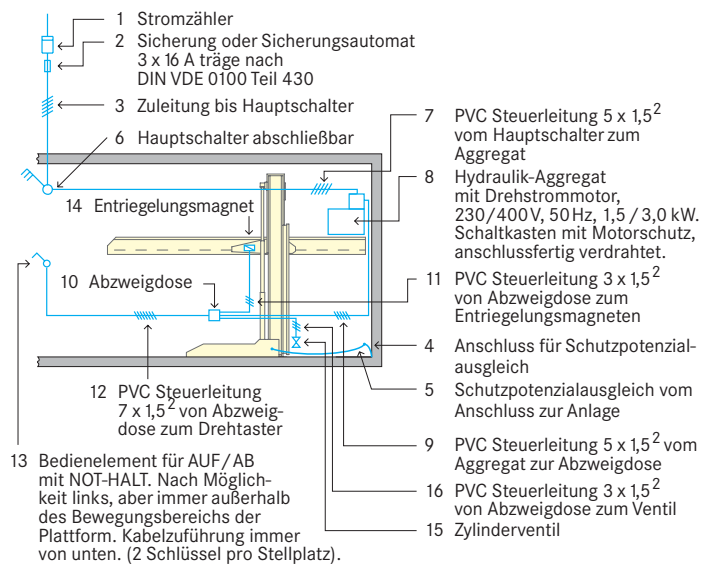 1 Stromzähler
2 Sicherung oder Sicherungsautomat
3 x 16 A träge nach
DIN VDE 0100 Teil 430
3 Zuleitung bis Hauptschalter
6 Hauptschalter abschließbar
14 Entriegelungsmagnet
10 Abzweigdose
12 PVC Steuerleitung
7 x 1,5² von Abzweig-
dose zum Drehtaster
13 Bedienelement für AUF/AB
mit NOT-HALT. Nach Möglich-
keit links, aber immer außerhalb
des Bewegungsbereichs der
Plattform. Kabelzuführung immer
von unten. (2 Schlüssel pro Stellplatz).
7 PVC Steuerleitung 5 x 1,5²
vom Hauptschalter zum
Aggregat
8 Hydraulik-Aggregat
mit Drehstrommotor,
230/400 V, 50 Hz, 1,5 / 3,0 kW.
Schaltkasten mit Motorschutz,
anschlussfertig verdrahtet.
11 PVC Steuerleitung 3 x 1,5²
von Abzweigdose zum
Entriegelungsmagneten
4 Anschluss für Schutzpotenzial-
ausgleich
5 Schutzpotenzialausgleich vom
Anschluss zur Anlage
9 PVC Steuerleitung 5 x 1,5² vom
Aggregat zur Abzweigdose
16 PVC Steuerleitung 3 x 1,5²
von Abzweigdose zum Ventil
15 Zylinderventil